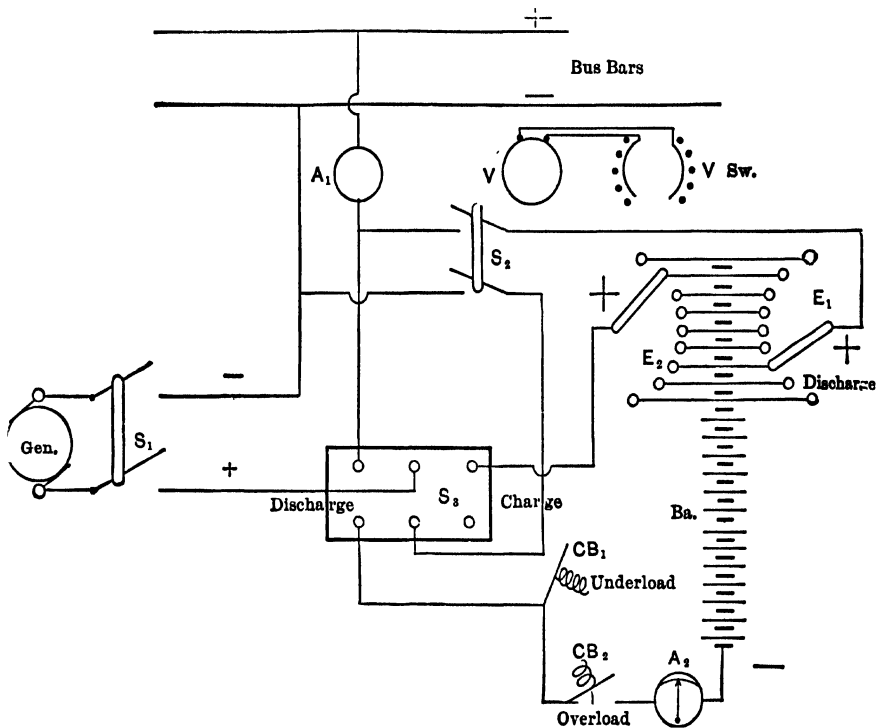 +
Bus Bars
—
A₁
V
V Sw.
S₂
+
E₁
E₂
+
Discharge
—
Gen.
S₁
+
Discharge
S₃
Charge
Ba.
CB₁
Underload
CB₂
A₂
—
Overload